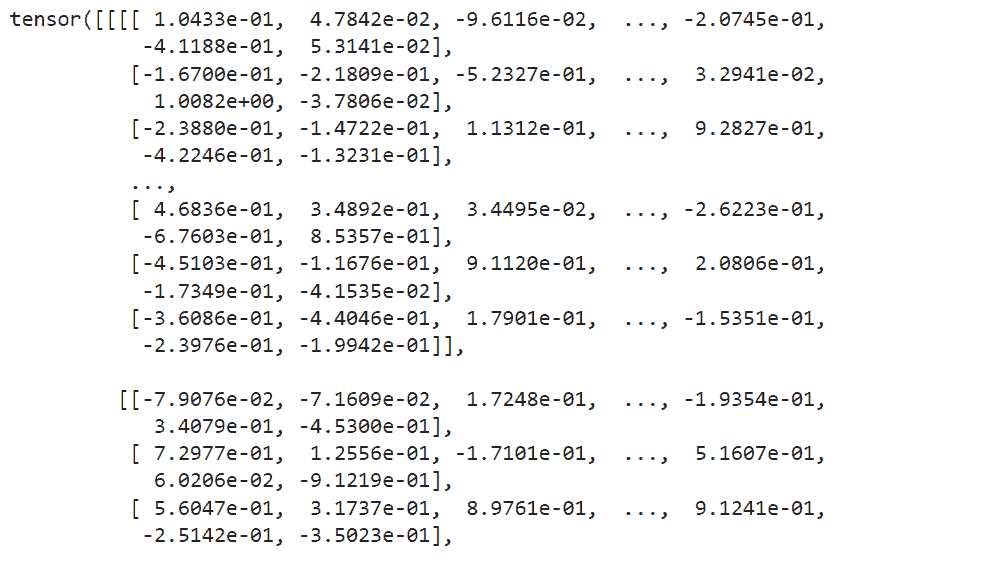 tensor([[[[ 1.0433e-01,  4.7842e-02, -9.6116e-02,  ..., -2.0745e-01,
           -4.1188e-01,  5.3141e-02],
          [-1.6700e-01, -2.1809e-01, -5.2327e-01,  ...,  3.2941e-02,
            1.0082e+00, -3.7806e-02],
          [-2.3880e-01, -1.4722e-01,  1.1312e-01,  ...,  9.2827e-01,
           -4.2246e-01, -1.3231e-01],
          ...,
          [ 4.6836e-01,  3.4892e-01,  3.4495e-02,  ..., -2.6223e-01,
           -6.7603e-01,  8.5357e-01],
          [-4.5103e-01, -1.1676e-01,  9.1120e-01,  ...,  2.0806e-01,
           -1.7349e-01, -4.1535e-02],
          [-3.6086e-01, -4.4046e-01,  1.7901e-01,  ..., -1.5351e-01,
           -2.3976e-01, -1.9942e-01]],

         [[-7.9076e-02, -7.1609e-02,  1.7248e-01,  ..., -1.9354e-01,
            3.4079e-01, -4.5300e-01],
          [ 7.2977e-01,  1.2556e-01, -1.7101e-01,  ...,  5.1607e-01,
            6.0206e-02, -9.1219e-01],
          [ 5.6047e-01,  3.1737e-01,  8.9761e-01,  ...,  9.1241e-01,
           -2.5142e-01, -3.5023e-01],